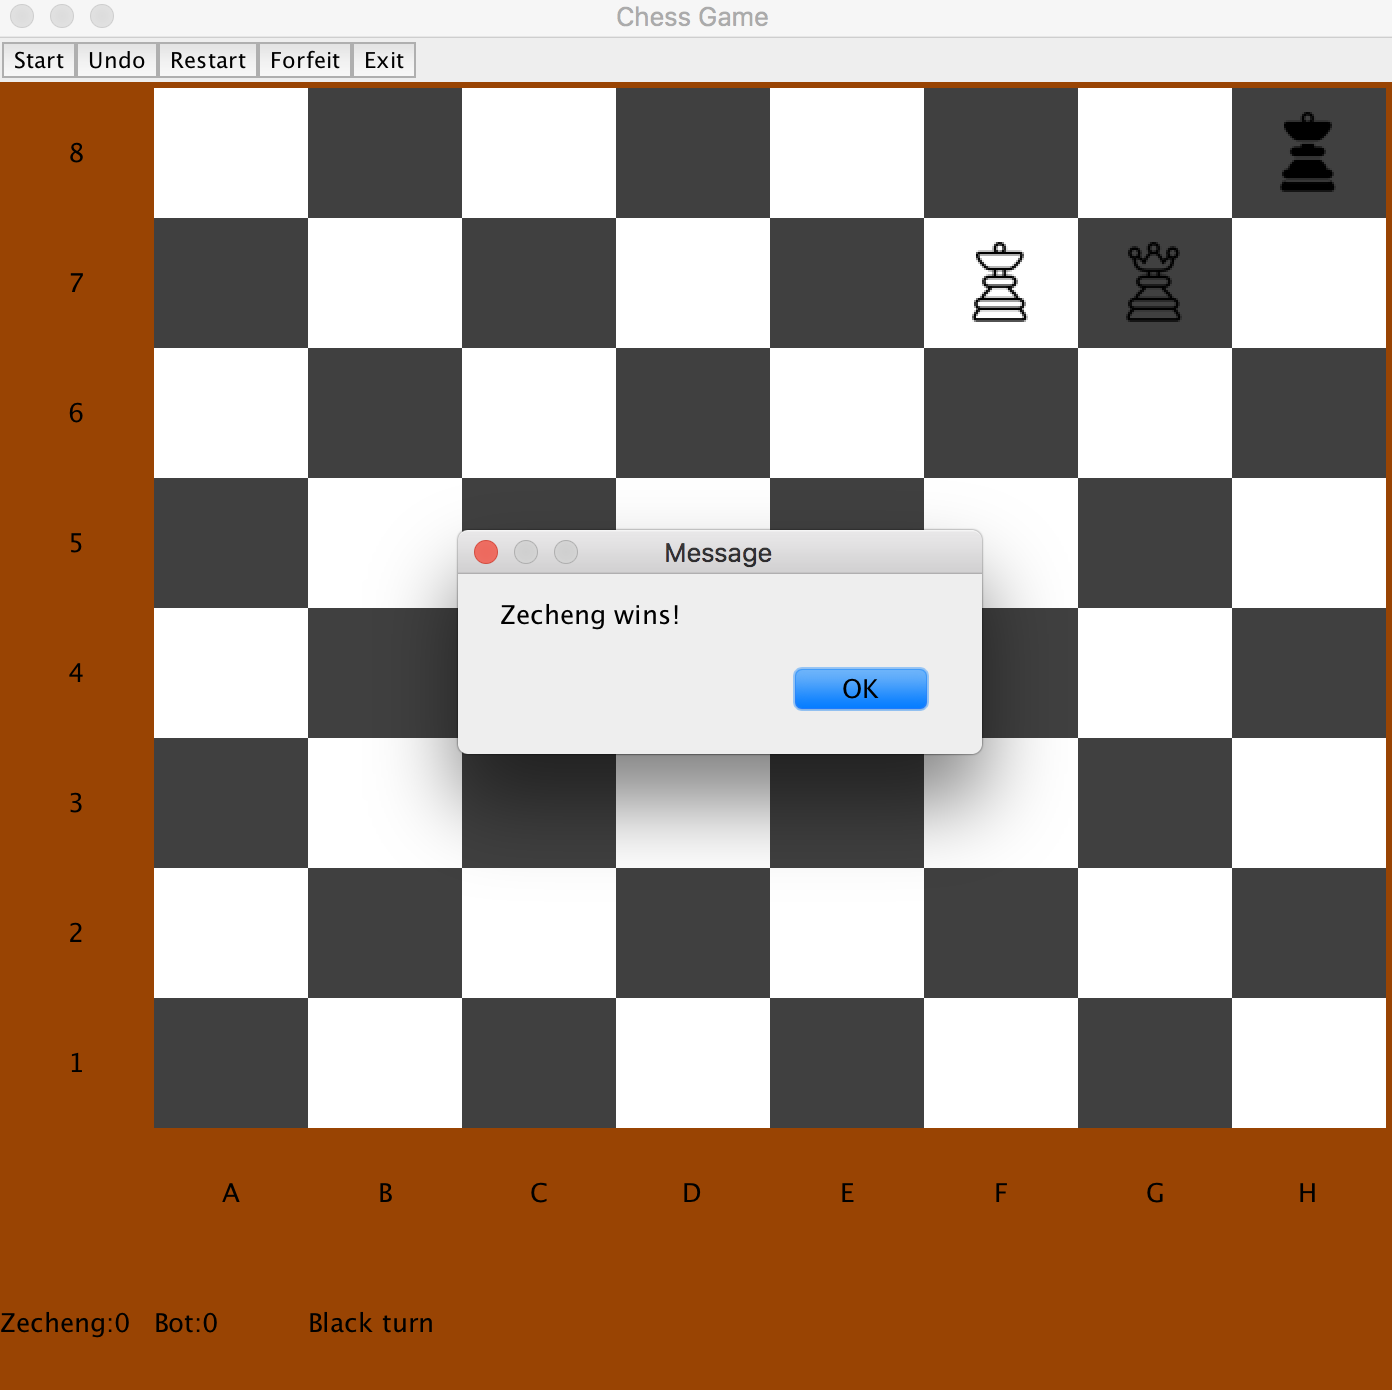 Chess Game
Start Undo Restart Forfeit Exit
8
7
6
5
Message
Zecheng wins!
4
OK
3
2
1
A B C D E F G H
Zecheng:0 Bot:0 Black turn